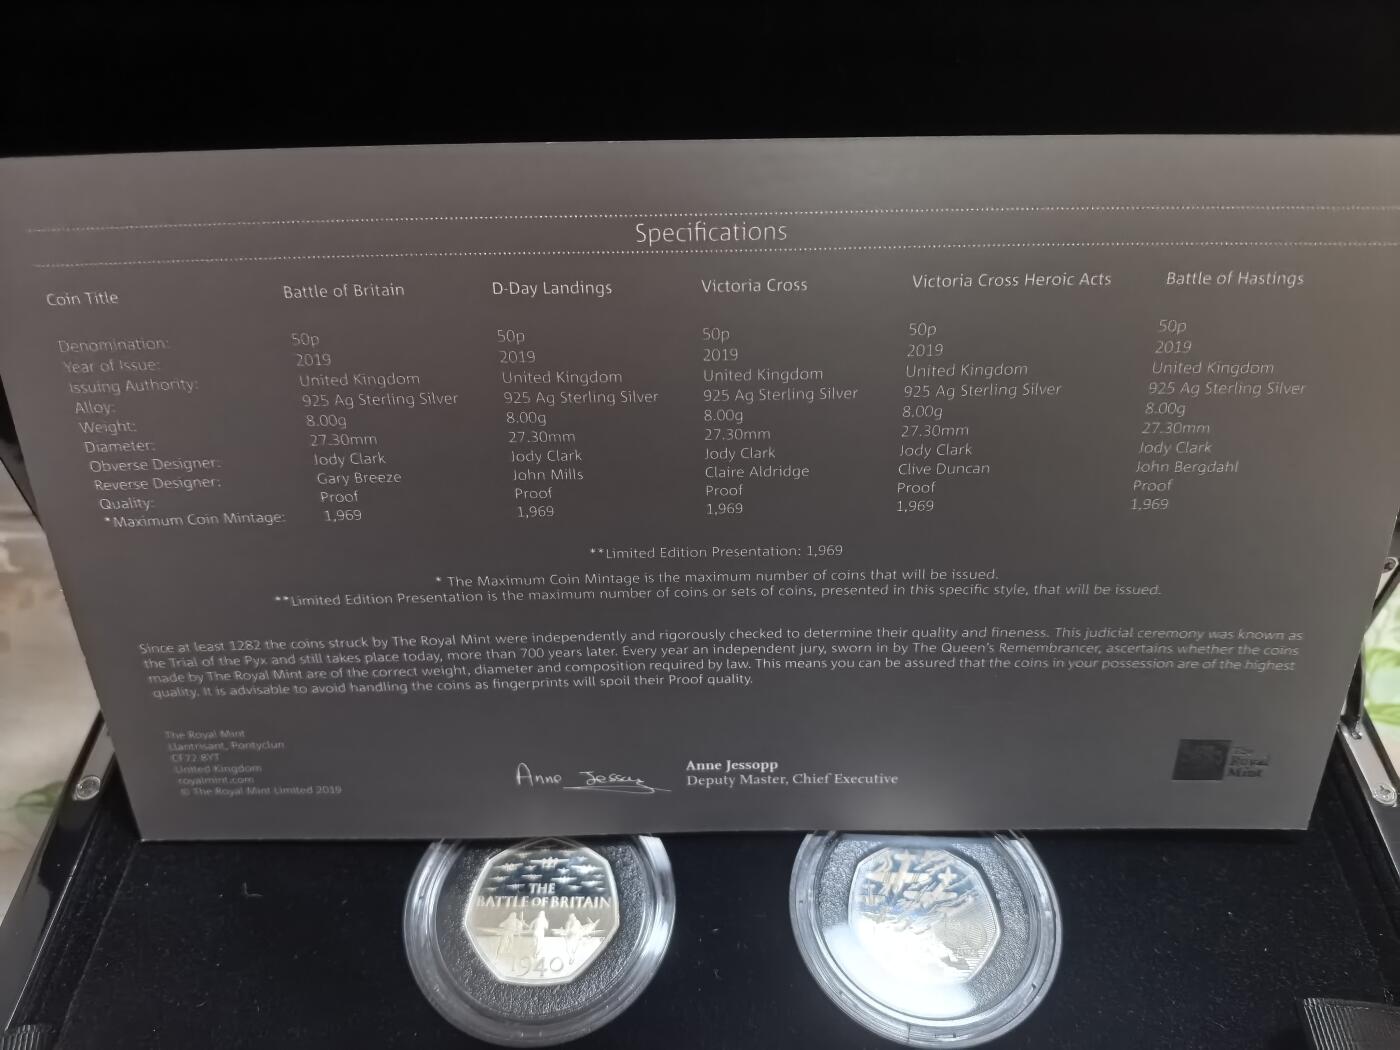 Specifications
Coin Title Battle of Britain D-Day Landings Victoria Cross Victoria Cross Heroic Acts Battle of Hastings
Denomination: 50p 50p 50p 50p 50p
Year of Issue: 2019 2019 2019 2019 2019
Issuing Authority: United Kingdom United Kingdom United Kingdom United Kingdom United Kingdom
Alloy: 925 Ag Sterling Silver 925 Ag Sterling Silver 925 Ag Sterling Silver 925 Ag Sterling Silver 925 Ag Sterling Silver
Weight: 8.00g 8.00g 8.00g 8.00g 8.00g
Diameter: 27.30mm 27.30mm 27.30mm 27.30mm 27.30mm
Obverse Designer: Jody Clark Jody Clark Jody Clark Jody Clark Jody Clark
Reverse Designer: Gary Breeze John Mills Claire Aldridge Clive Duncan John Bergdahl
Quality: Proof Proof Proof Proof Proof
*Maximum Coin Mintage: 1,969 1,969 1,969 1,969 1,969
**Limited Edition Presentation: 1,969
* The Maximum Coin Mintage is the maximum number of coins that will be issued.
**Limited Edition Presentation is the maximum number of coins or sets of coins, presented in this specific style, that will be issued.
Since at least 1282 the coins struck by The Royal Mint were independently and rigorously checked to determine their quality and fineness. This judicial ceremony was known as
the Trial of the Pyx and still takes place today, more than 700 years later. Every year an independent jury, sworn in by The Queen's Remembrancer, ascertains whether the coins
made by The Royal Mint are of the correct weight, diameter and composition required by law. This means you can be assured that the coins in your possession are of the highest
quality. It is advisable to avoid handling the coins as fingerprints will spoil their Proof quality.
The Royal Mint
Llantrisant, Pontyclun
CF72 8YT
United Kingdom
royalmint.com
© The Royal Mint Limited 2019
Anne Jessopp
Anne Jessopp
Deputy Master, Chief Executive
The
Royal
Mint
THE
BATTLE OF BRITAIN
1940